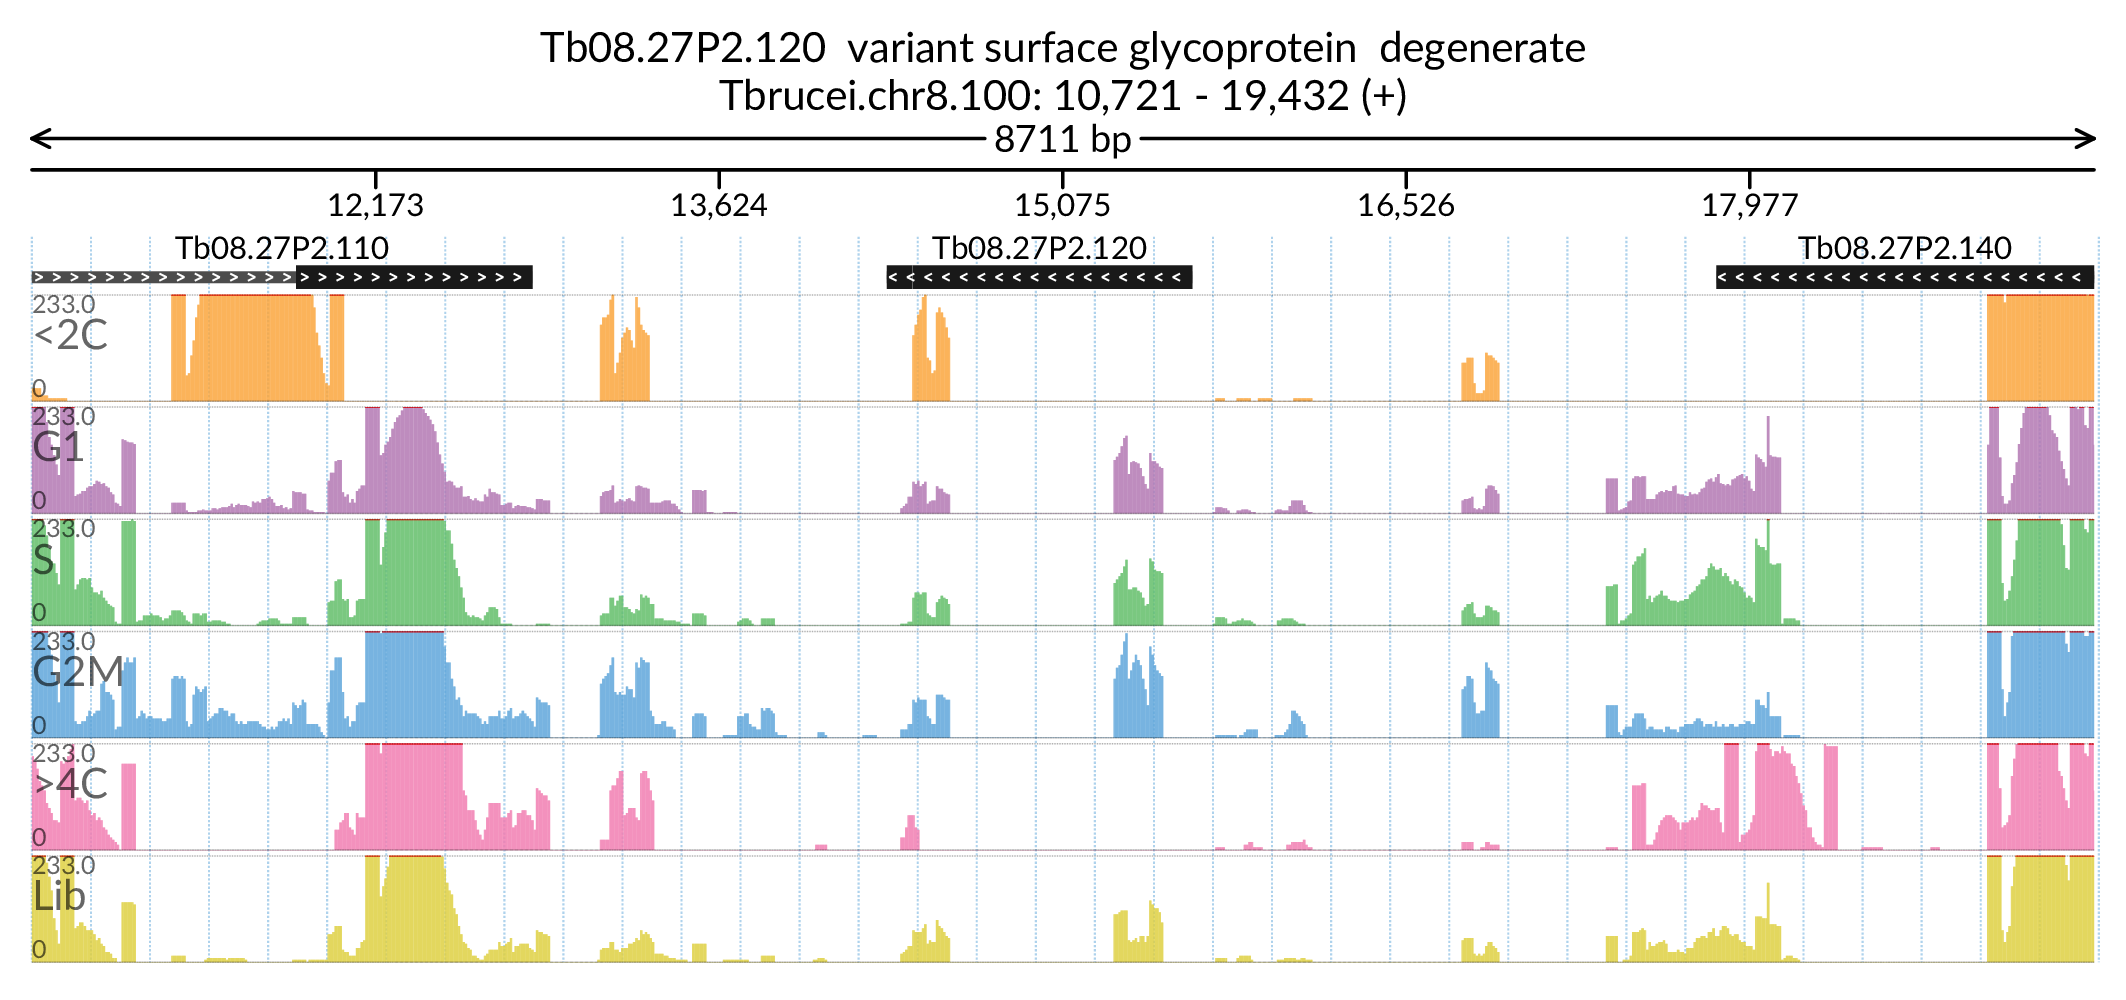 Tb08.27P2.120 variant surface glycoprotein degenerate
Tbrucei.chr8.100: 10,721 - 19,432 (+)
8711 bp
12,173 13,624 15,075 16,526 17,977
Tb08.27P2.110 Tb08.27P2.120 Tb08.27P2.140
233.0
<2C
0
233.0
G1
0
233.0
S
0
233.0
G2M
0
233.0
>4C
0
233.0
Lib
0